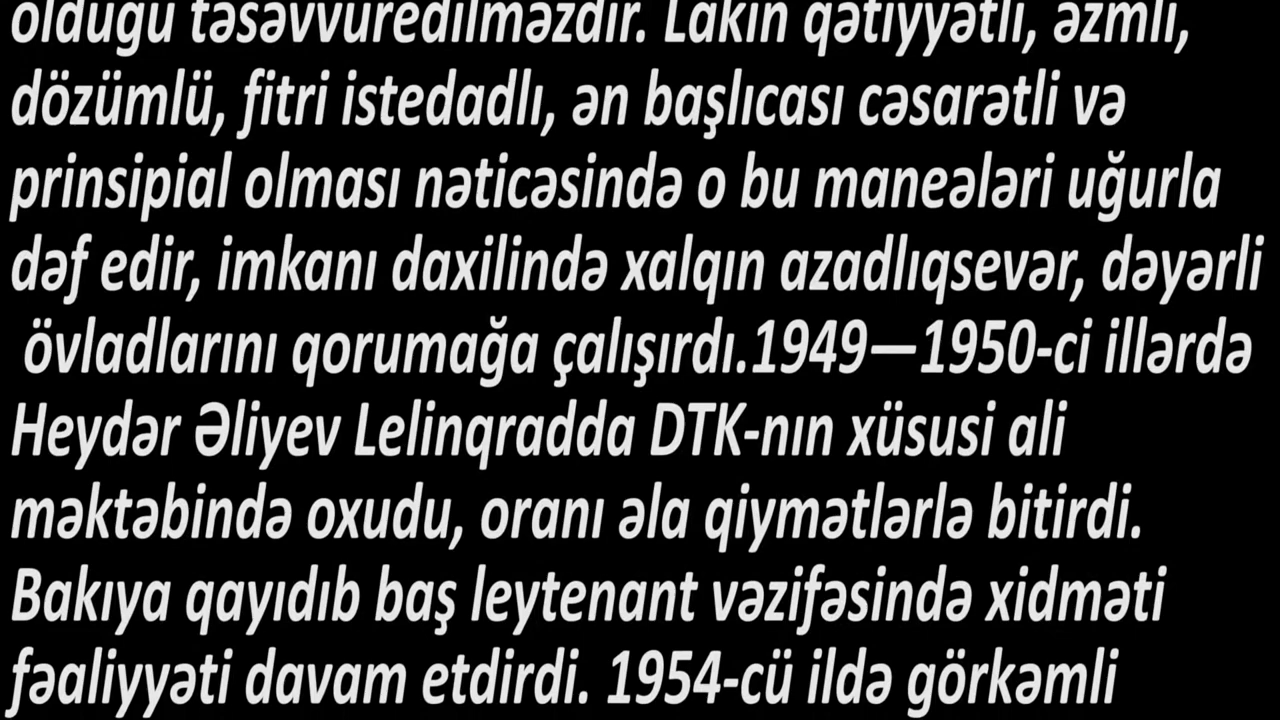 olduğu təsəvvüredilməzdir. Lakin qətiyyətli, əzmli,
dözümlü, fitri istedadlı, ən başlıcası cəsarətli və
prinsipial olması nəticəsində o bu maneələri uğurla
dəf edir, imkanı daxilində xalqın azadlıqsevər, dəyərli
övladlarını qorumağa çalışırdı.1949—1950-ci illərdə
Heydər Əliyev Lelinqradda DTK-nın xüsusi ali
məktəbində oxudu, oranı əla qiymətlərlə bitirdi.
Bakıya qayıdıb baş leytenant vəzifəsində xidməti
fəaliyyəti davam etdirdi. 1954-cü ildə görkəmli